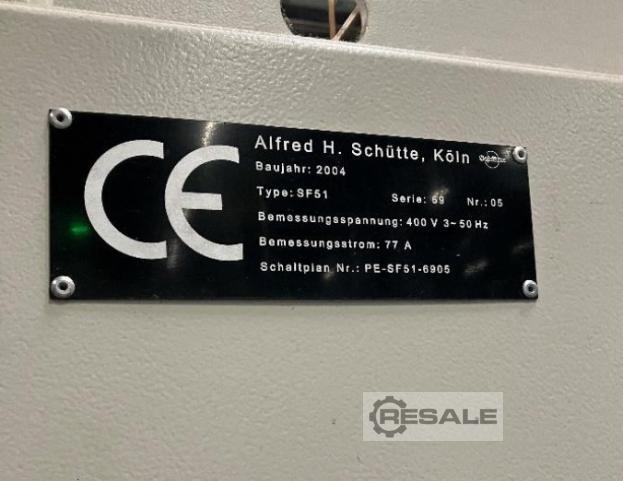 CE
Alfred H. Schütte, Köln
Baujahr: 2004
Type: SF51 Serie: 69 Nr.: 05
Bemessungsspannung: 400 V 3~50 Hz
Bemessungsstrom: 77 A
Schaltplan Nr.: PE-SF51-6905
RESALE